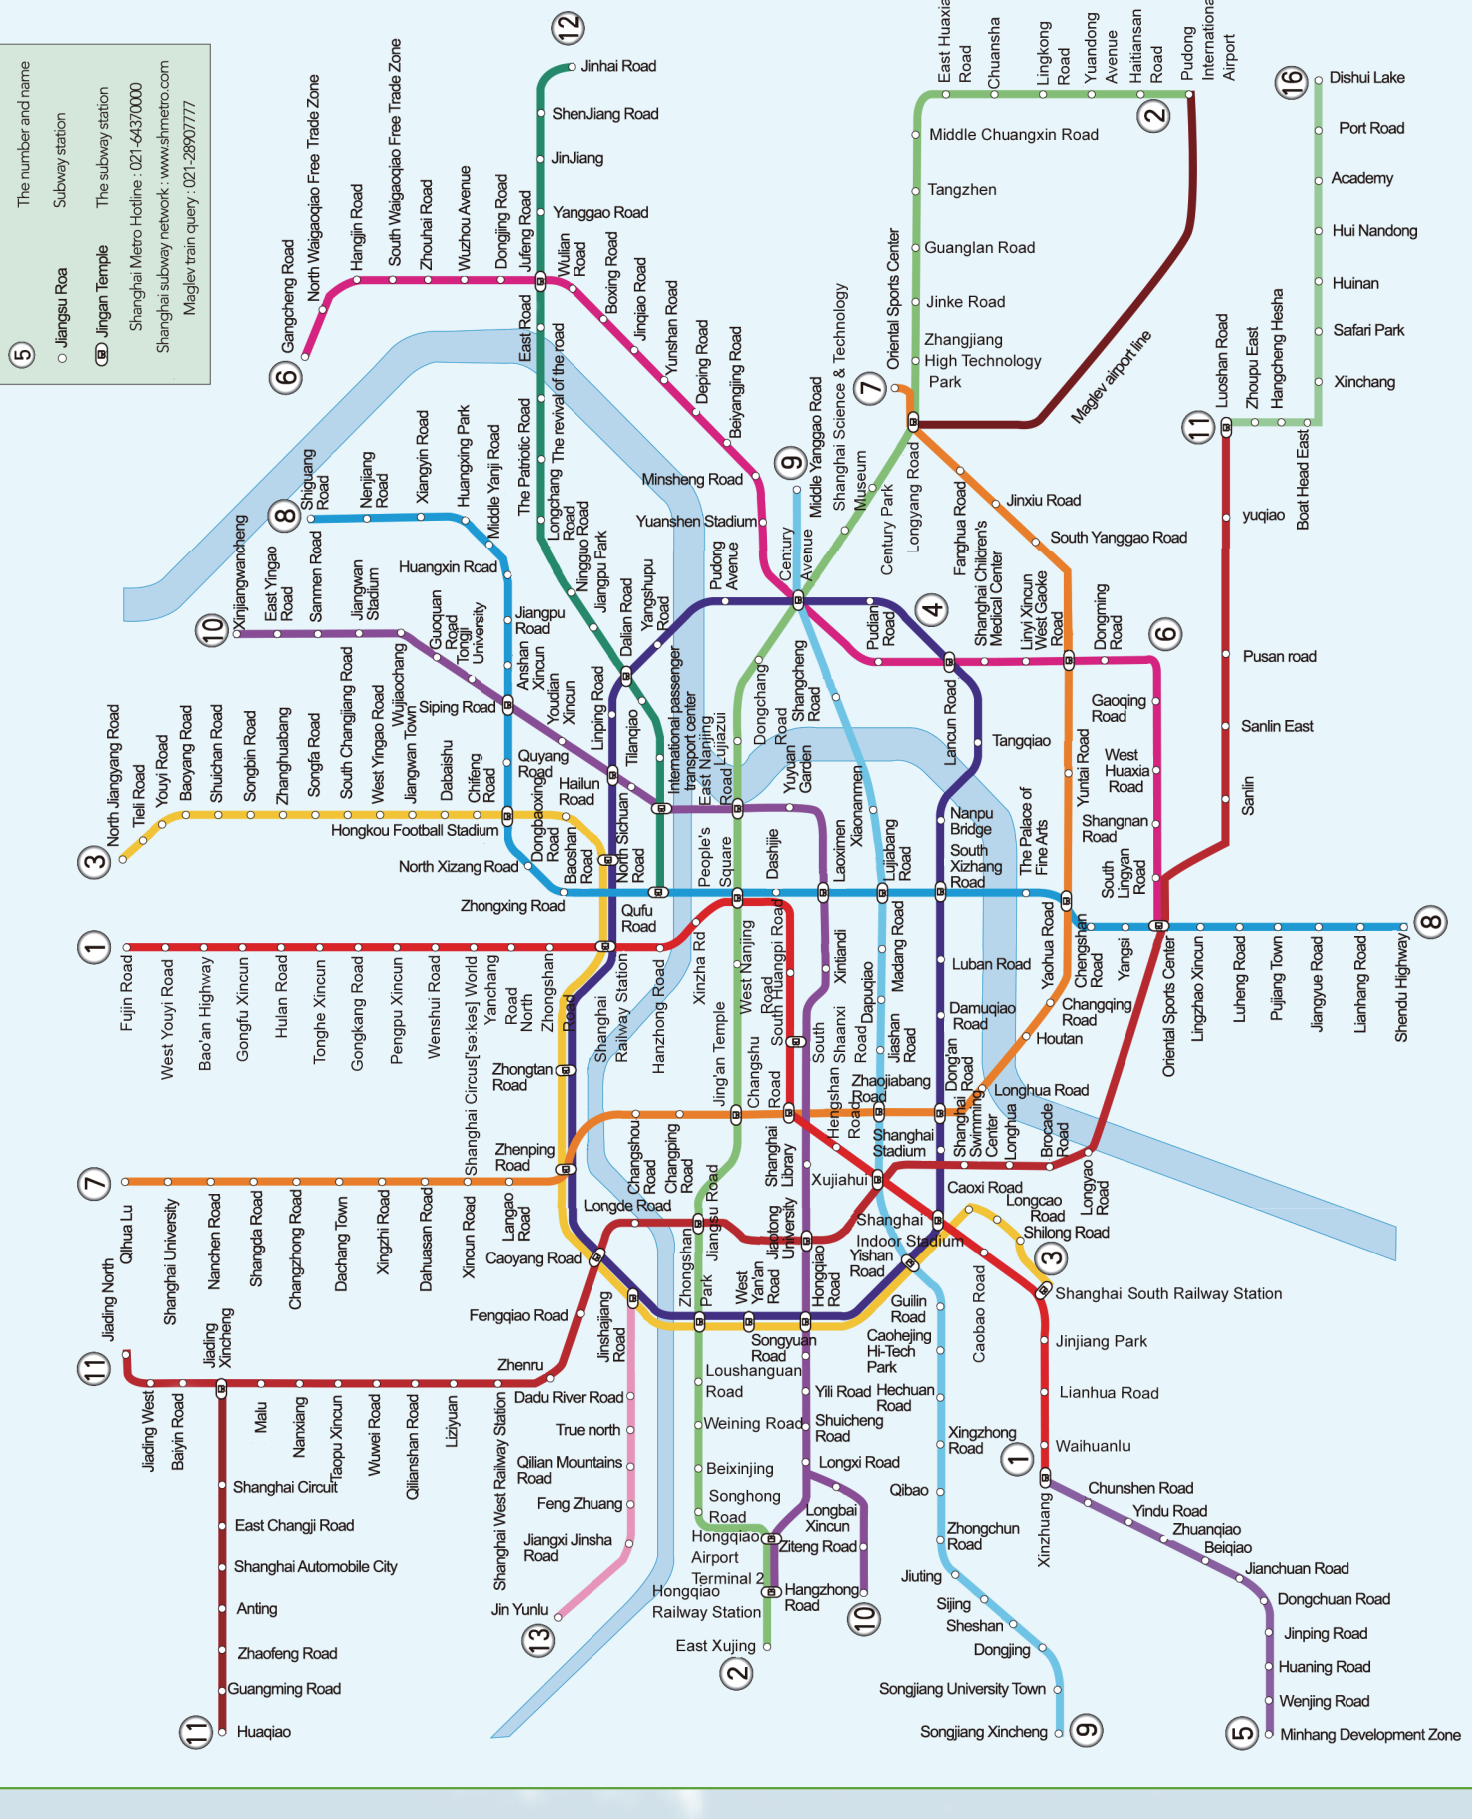 5
The number and name
Jiangsu Roa
Subway station
Jingan Temple
The subway station
Shanghai Metro Hotline : 021-64370000
Shanghai subway network : www.shmetro.com
Maglev train query : 021-28907777
12
Jinhai Road
ShenJiang Road
JinJiang
Yanggao Road
Jufeng Road
East Road
The revival of the road
The Patriotic Road
Longchang
Road
Ningguo Road
Jiangpu Park
Dalian Road
Tilanqiao
International passenger
transport center
Qufu
Road
6
Gangcheng Road
North Waigaoqiao Free Trade Zone
Hangjin Road
South Waigaoqiao Free Trade Zone
Zhouhai Road
Wuzhou Avenue
Dongjing Road
Wulian
Road
Boxing Road
Jinqiao Road
Yunshan Road
Deping Road
Beiyangjing Road
Minsheng Road
Yuanshen Stadium
Century
Avenue
Pudian
Road
Lancun Road
Shanghai Children's
Medical Center
Linyi Xincun
West Gaoke
Road
Dongming
Road
6
Gaoqing
Road
West
Huaxia
Road
Shangnan
Road
South
Lingyan
Road
Oriental Sports Center
8
Shiguang
Road
Nenjiang
Road
Xiangyin Road
Huangxing Park
Middle Yanji Road
Huangxin Rcad
Jiangpu
Road
Anshan
Xincun
Siping Road
Quyang
Road
Hongkou Football Stadium
North Xizang Road
Zhongxing Road
People's
Square
Dashijie
Laoximen
Lujiabang
Road
South
Xizhang
Road
The Palace of
Fine Arts
Yaohua Road
Chengshan
Road
Yangsi
Lingzhao Xincun
Luheng Road
Pujiang Town
Jiangyue Road
Lianhang Road
Shendu Highway
8
10
Xinjiangwancheng
East Yingao
Road
Sanmen Road
Jiangwan
Stadium
Wujiaochang
Guoquan
Road
Tongji
University
Youdian
Xincun
Hailun
Road
North Sichuan
Road
East Nanjing
Road
Yuyuan
Garden
Xintiandi
South
Shanxi
Road
Shanghai
Library
Jiaotong
University
Hongqiao
Road
Songyuan
Road
Yili Road
Shuicheng
Road
Longxi Road
Longbai
Xincun
Ziteng Road
Hangzhong
Road
10
3
North Jiangyang Road
Tieli Road
Youyi Road
Baoyang Road
Shuichan Road
Songbin Road
Zhanghuabang
Songfa Road
South Changjiang Road
West Yingao Road
Jiangwan Town
Dabaishu
Chifeng
Road
Dongbaoxing
Road
Baoshan
Road
Zhongtan
Road
Zhenping
Road
Caoyang Road
Jinshajiang
Road
Zhongshan
Park
West
Yan'an
Road
Yishan
Road
Caoxi Road
Longcao
Road
Shilong Road
3
Shanghai South Railway Station
1
Fujin Road
West Youyi Road
Bao'an Highway
Gongfu Xincun
Hulan Road
Tonghe Xincun
Gongkang Road
Pengpu Xincun
Wenshui Road
Shanghai Circus['sə:kəs] World
Yanchang
Road
North
Zhongshan
Road
Shanghai
Railway Station
Hanzhong Road
Xinzha Rd
South Huangpi Road
Changshu
Road
Hengshan
Road
Xujiahui
Shanghai
Indoor Stadium
Caobao Road
Jinjiang Park
Lianhua Road
Waihuanlu
1
Xinzhuang
Chunshen Road
Yindu Road
Zhuanqiao
Beiqiao
Jianchuan Road
Dongchuan Road
Jinping Road
Huaning Road
Wenjing Road
5
Minhang Development Zone
Linping Road
Yangshupu
Road
Pudong
Avenue
4
Tangqiao
Nanpu
Bridge
Luban Road
Damuqiao
Road
Dong'an
Road
Shanghai
Stadium
7
Qihua Lu
Shanghai University
Nanchen Road
Shangda Road
Changzhong Road
Dachang Town
Xingzhi Road
Dahuasan Road
Xincun Road
Langao
Road
Changshou
Road
Changping
Road
Jing'an Temple
Zhaojiabang
Road
Longhua Road
Houtan
Changqing
Road
Yuntai Road
South Yanggao Road
Jinxiu Road
Fanghua Road
Longyang Road
7
Oriental Sports Center
9
Middle Yanggao Road
Shangcheng
Road
Xiaonanmen
Madang Road
Dapuqiao
Jiashan
Road
Guilin
Road
Caohejing
Hi-Tech
Park
Hechuan
Road
Xingzhong
Road
Qibao
Zhongchun
Road
Jiuting
Sijing
Sheshan
Dongjing
Songjiang University Town
Songjiang Xincheng
9
2
East Xujing
Hongqiao
Railway Station
Hongqiao
Airport
Terminal 2
Songhong
Road
Beixinjing
Weining Road
Loushanguan
Road
Jiangsu Road
West Nanjing
Road
Lujiazui
Dongchang
Road
Shanghai Science & Technology
Museum
Century Park
Zhangjiang
High Technology
Park
Jinke Road
Guanglan Road
Tangzhen
Middle Chuangxin Road
East Huaxia
Road
Chuansha
Lingkong
Road
Yuandong
Avenue
Haitiansan
Road
Pudong
Internationa
Airport
2
Maglev airport line
16
Dishui Lake
Port Road
Academy
Hui Nandong
Huinan
Safari Park
Xinchang
Boat Head East
Hangcheng Hesha
Zhoupu East
Luoshan Road
11
yuqiao
Pusan road
Sanlin East
Sanlin
Longyao
Road
Brocade
Road
Longhua
Shanghai
Swimming
Center
Longde Road
Fengqiao Road
Zhenru
Shanghai West Railway Station
Liziyuan
Qilianshan Road
Wuwei Road
Taopu Xincun
Nanxiang
Malu
Jiading
Xincheng
Baiyin Road
Jiading West
Jiading North
11
Shanghai Circuit
East Changji Road
Shanghai Automobile City
Anting
Zhaofeng Road
Guangming Road
Huaqiao
11
Dadu River Road
True north
Qilian Mountains
Road
Feng Zhuang
Jiangxi Jinsha
Road
Jin Yunlu
13